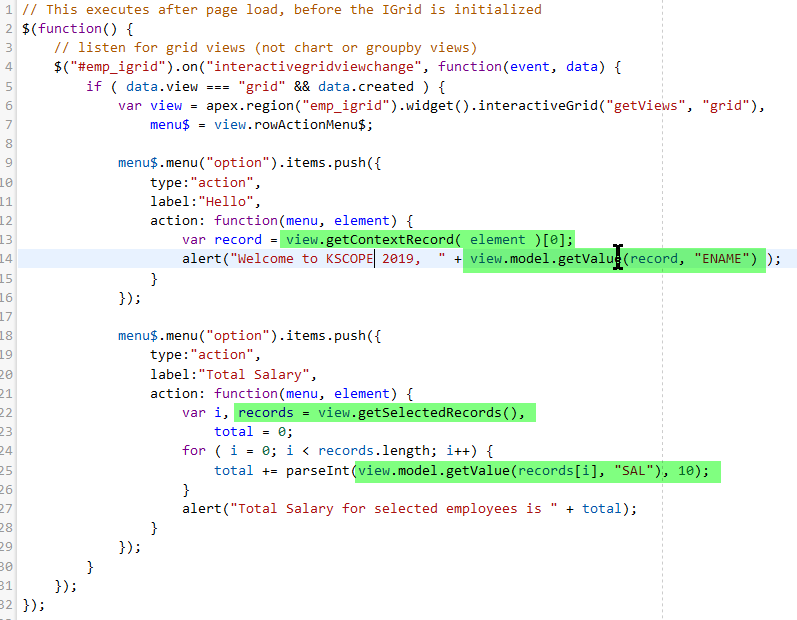 1 // This executes after page load, before the IGrid is initialized
2 $(function() {
3     // listen for grid views (not chart or groupby views)
4     $("#emp_igrid").on("interactivegridviewchange", function(event, data) {
5         if ( data.view === "grid" && data.created ) {
6             var view = apex.region("emp_igrid").widget().interactiveGrid("getViews", "grid"),
7                 menu$ = view.rowActionMenu$;
8
9             menu$.menu("option").items.push({
10                 type:"action",
11                 label:"Hello",
12                 action: function(menu, element) {
13                     var record = view.getContextRecord( element )[0];
14                     alert("Welcome to KSCOPE 2019,  " + view.model.getValue(record, "ENAME") );
15                 }
16             });
17
18             menu$.menu("option").items.push({
19                 type:"action",
20                 label:"Total Salary",
21                 action: function(menu, element) {
22                     var i, records = view.getSelectedRecords(),
23                         total = 0;
24                     for ( i = 0; i < records.length; i++) {
25                         total += parseInt(view.model.getValue(records[i], "SAL"), 10);
26                     }
27                     alert("Total Salary for selected employees is " + total);
28                 }
29             });
30         }
31     });
32 });